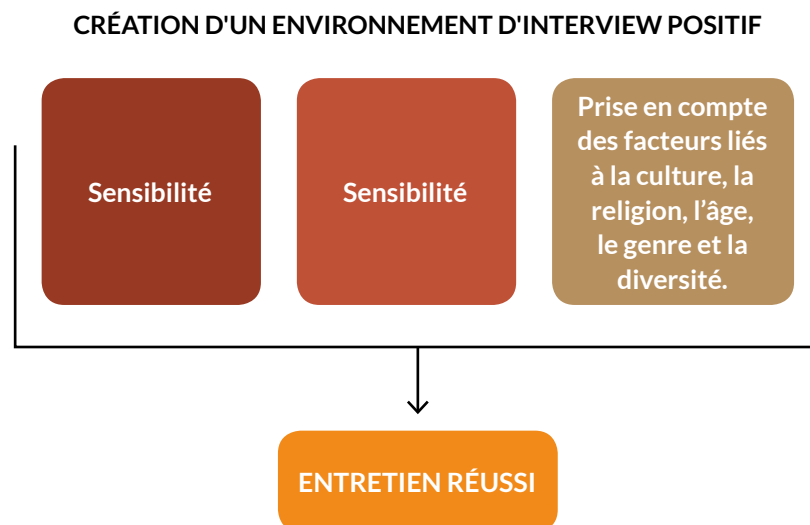 CRÉATION D'UN ENVIRONNEMENT D'INTERVIEW POSITIF
Sensibilité
Sensibilité
Prise en compte
des facteurs liés
à la culture, la
religion, l’âge,
le genre et la
diversité.
ENTRETIEN RÉUSSI